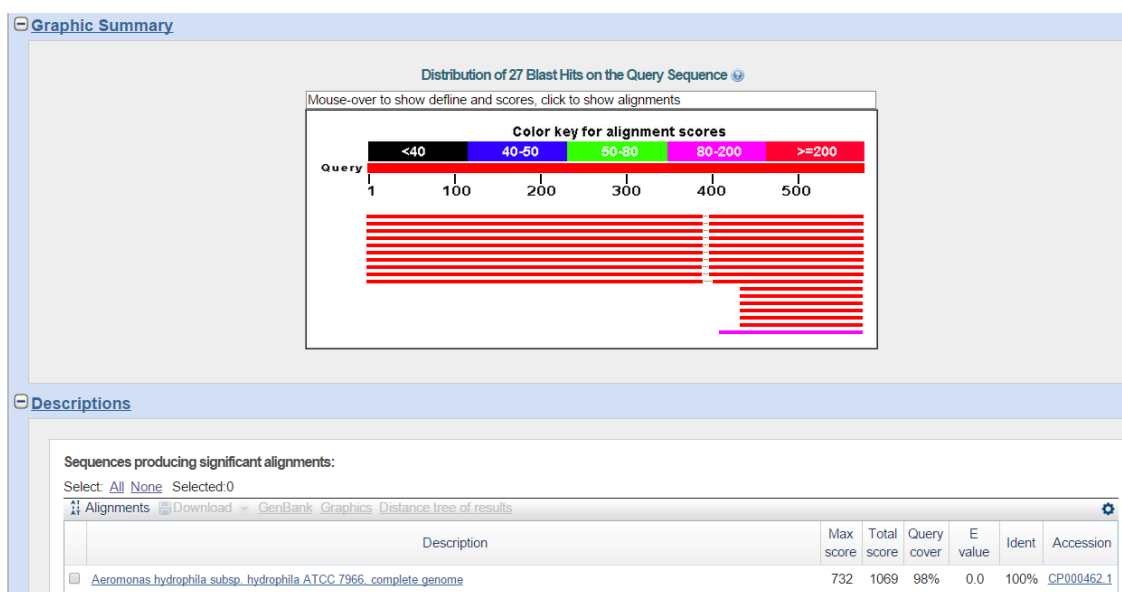 Graphic Summary
Distribution of 27 Blast Hits on the Query Sequence
Mouse-over to show defline and scores, click to show alignments
Color key for alignment scores
<40 40-50 50-80 80-200 >=200
Query
1 100 200 300 400 500
Descriptions
Sequences producing significant alignments:
Select: All None Selected:0
Alignments Download GenBank Graphics Distance tree of results
Description Max score Total score Query cover E value Ident Accession
Aeromonas hydrophila subsp. hydrophila ATCC 7966, complete genome 732 1069 98% 0.0 100% CP000462.1